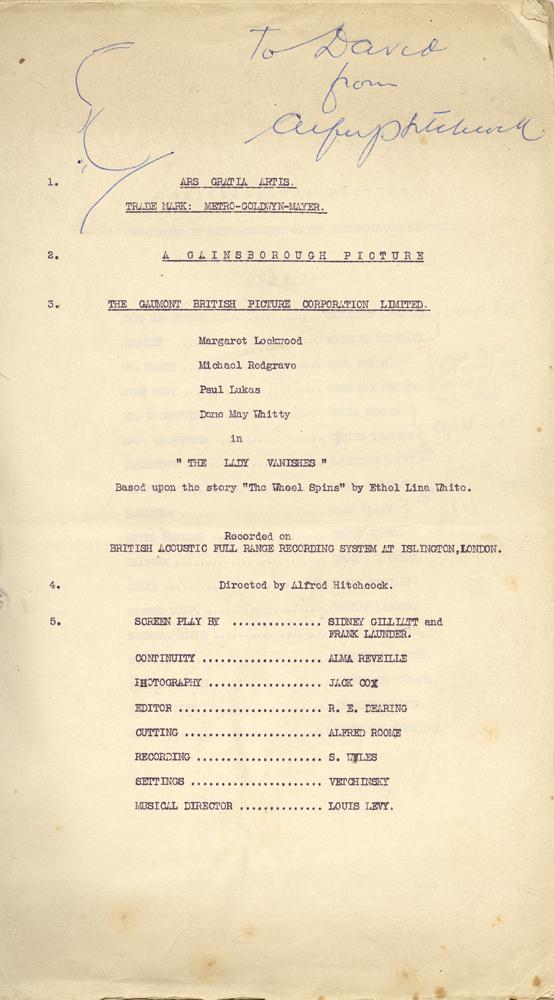 To David
from
Alfred Hitchcock
1. ARS GRATIA ARTIS.
TRADE MARK: METRO-GOLDWYN-MAYER.
2. A GAINSBOROUGH PICTURE
3. THE GAUMONT BRITISH PICTURE CORPORATION LIMITED.
Margaret Lockwood
Michael Redgrave
Paul Lukas
Dame May Whitty
in
" THE LADY VANISHES "
Based upon the story "The Wheel Spins" by Ethel Lina White.
Recorded on
BRITISH ACOUSTIC FULL RANGE RECORDING SYSTEM AT ISLINGTON, LONDON.
4. Directed by Alfred Hitchcock.
5. SCREEN PLAY BY .............. SIDNEY GILLIATT and
FRANK LAUNDER.
CONTINUITY .................. ALMA REVEILLE
PHOTOGRAPHY .................. JACK COX
EDITOR ...................... R. E. DEARING
CUTTING ...................... ALFRED ROOME
RECORDING ................... S. WILES
SETTINGS .................... VETCHINSKY
MUSICAL DIRECTOR ............. LOUIS LEVY.